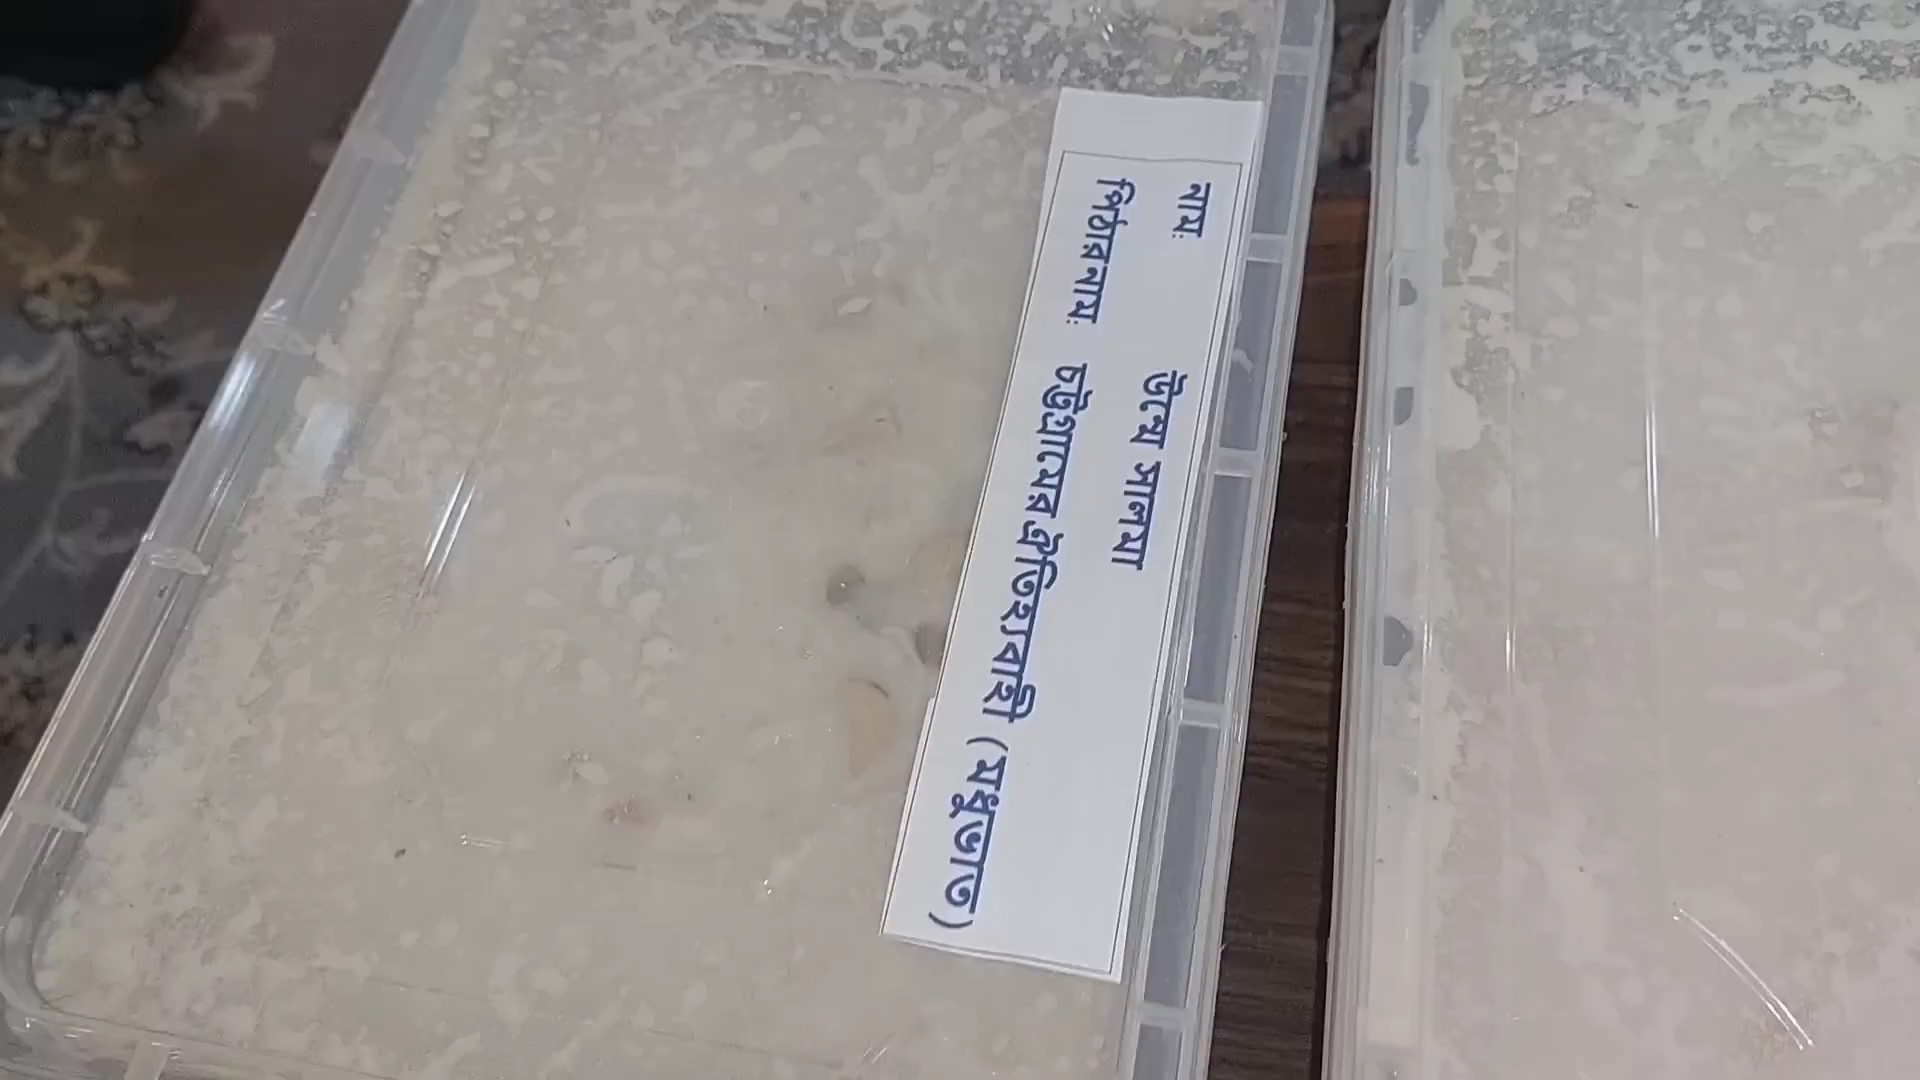 নামঃ উম্মে সালমা
পিঠার নামঃ চট্টগ্রামের ঐতিহ্যবাহী (মধুভাত)